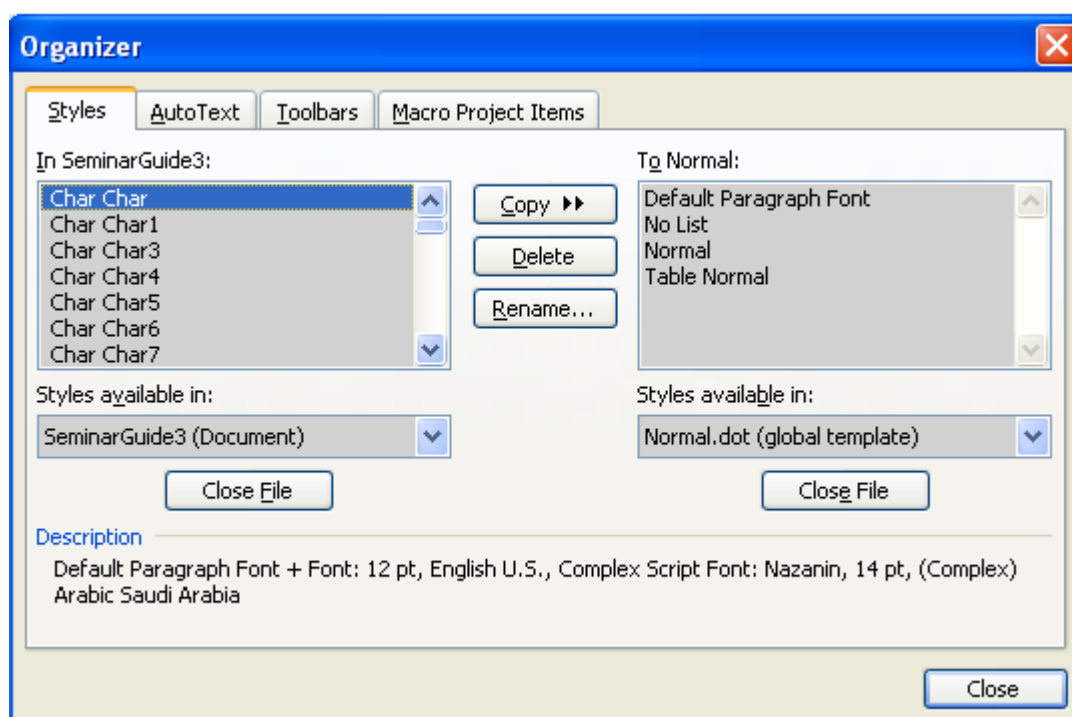 Organizer
Styles AutoText Toolbars Macro Project Items
In SeminarGuide3:
Char Char
Char Char1
Char Char3
Char Char4
Char Char5
Char Char6
Char Char7
Styles available in:
SeminarGuide3 (Document)
Close File
Copy
Delete
Rename...
To Normal:
Default Paragraph Font
No List
Normal
Table Normal
Styles available in:
Normal.dot (global template)
Close File
Description
Default Paragraph Font + Font: 12 pt, English U.S., Complex Script Font: Nazanin, 14 pt, (Complex)
Arabic Saudi Arabia
Close